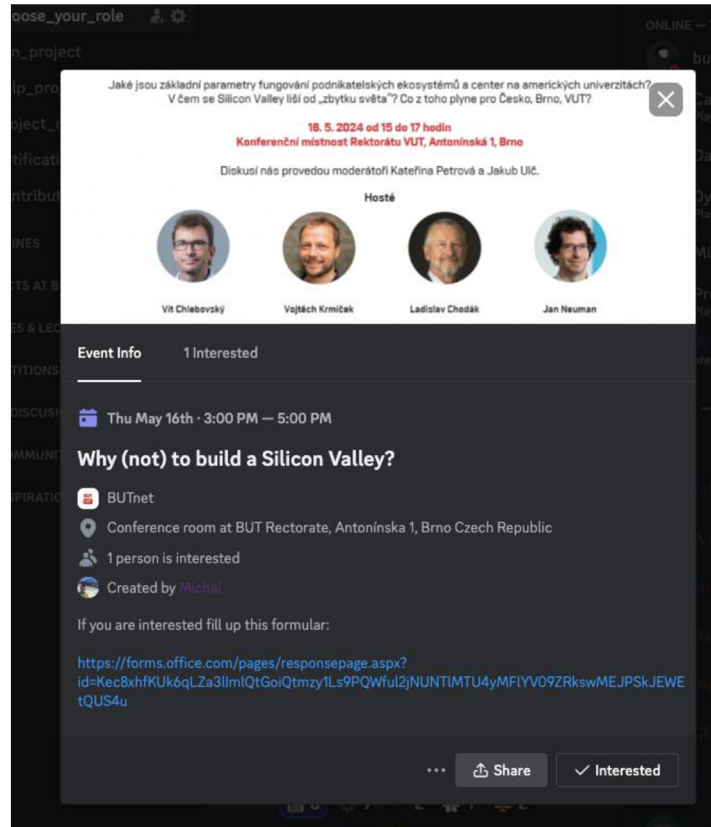 oose_your_role
ONLINE —
n_project
bu
Jaké jsou základní parametry fungování podnikatelských ekosystémů a center na amerických univerzitách?
V čem se Silicon Valley liší od „zbytku světa"? Co z toho plyne pro Česko, Brno, VUT?
16. 5. 2024 od 15 do 17 hodin
Konferenční místnost Rektorátu VUT, Antonínská 1, Brno
Diskusí nás provedou moderátoři Kateřina Petrová a Jakub Ulč.
Hosté
Vít Chlebovský
Vojtěch Krmíček
Ladislav Chodák
Jan Neuman
Event Info
1 Interested
Thu May 16th · 3:00 PM — 5:00 PM
Why (not) to build a Silicon Valley?
BUTnet
Conference room at BUT Rectorate, Antonínska 1, Brno Czech Republic
1 person is interested
Created by Michal
If you are interested fill up this formular:
https://forms.office.com/pages/responsepage.aspx?
id=Kec8xhfKUk6qLZa3lImlQtGoiQtmzy1Ls9PQWful2jNUNTlMTU4yMFlYV09ZRkswMEJPSkJEWE
tQUS4u
Share
Interested